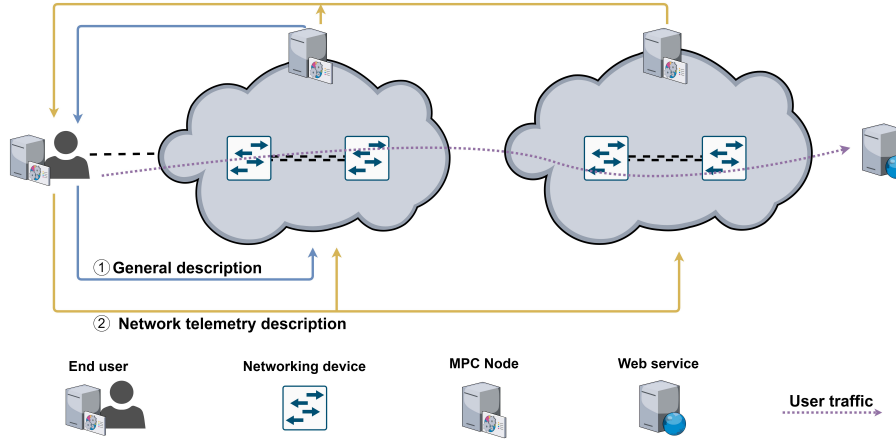 ① General description
② Network telemetry description
End user
Networking device
MPC Node
Web service
User traffic